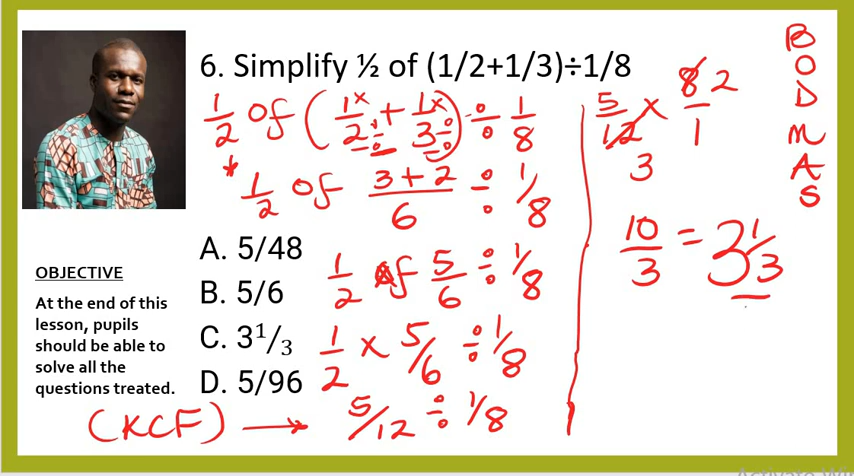 6. Simplify ½ of (1/2+1/3)÷1/8
1/2 of (1×/2÷ + 1×/3÷) ÷ 1/8
* 1/2 of 3+2/6 ÷ 1/8
A. 5/48
1/2 of 5/6 ÷ 1/8
B. 5/6
C. 3 1/3
1/2 × 5/6 ÷ 1/8
D. 5/96
(KCF) → 5/12 ÷ 1/8
OBJECTIVE
At the end of this
lesson, pupils
should be able to
solve all the
questions treated.
5/12 × 8/1
2
3
10/3 = 3 1/3
B
O
D
M
A
S